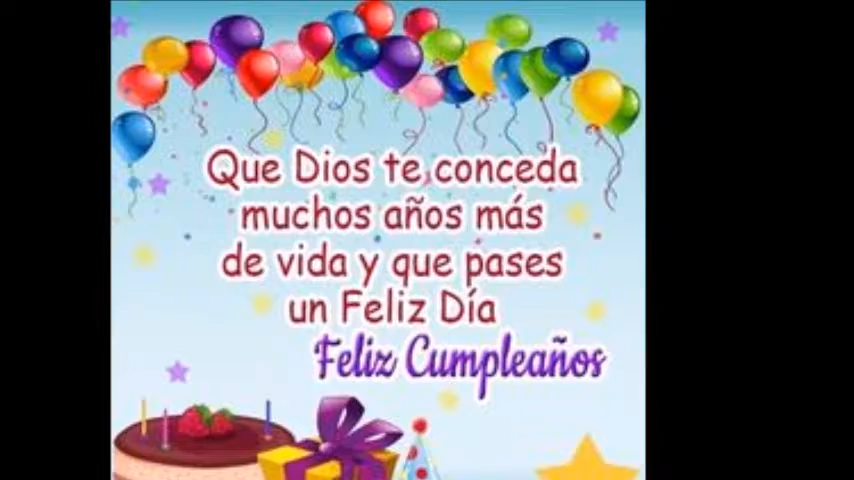 Que Dios te conceda
muchos años más
de vida y que pases
un Feliz Día
Feliz Cumpleaños